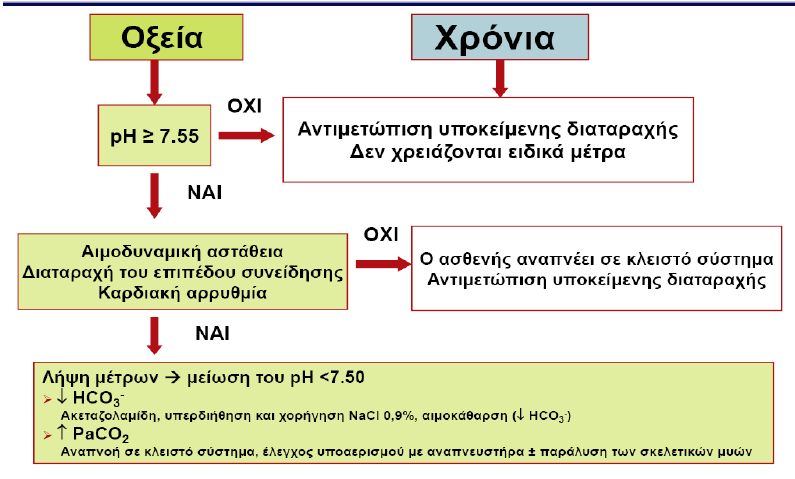 Οξεία
Χρόνια
pH ≥ 7.55
ΟΧΙ
Αντιμετώπιση υποκείμενης διαταραχής
Δεν χρειάζονται ειδικά μέτρα
ΝΑΙ
Αιμοδυναμική αστάθεια
Διαταραχή του επιπέδου συνείδησης
Καρδιακή αρρυθμία
ΟΧΙ
Ο ασθενής αναπνέει σε κλειστό σύστημα
Αντιμετώπιση υποκείμενης διαταραχής
ΝΑΙ
Λήψη μέτρων → μείωση του pH <7.50
➢ ↓ HCO₃⁻
Ακεταζολαμίδη, υπερδιήθηση και χορήγηση NaCl 0,9%, αιμοκάθαρση (↓ HCO₃⁻)
➢ ↑ PaCO₂
Αναπνοή σε κλειστό σύστημα, έλεγχος υποαερισμού με αναπνευστήρα ± παράλυση των σκελετικών μυών